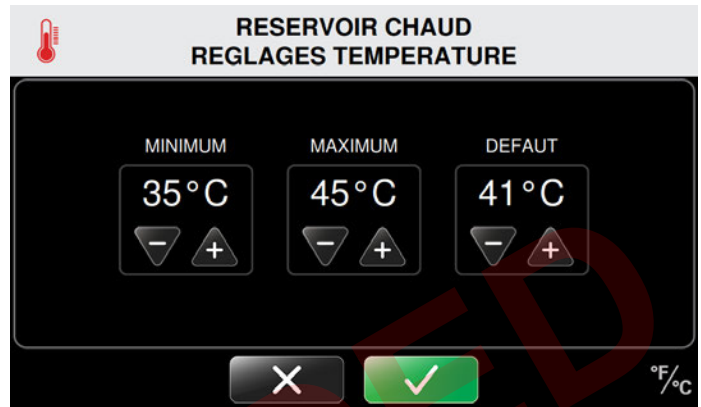 RESERVOIR CHAUD
REGLAGES TEMPERATURE
MINIMUM MAXIMUM DEFAUT
35°C 45°C 41°C
- + - + - +
°F/°C